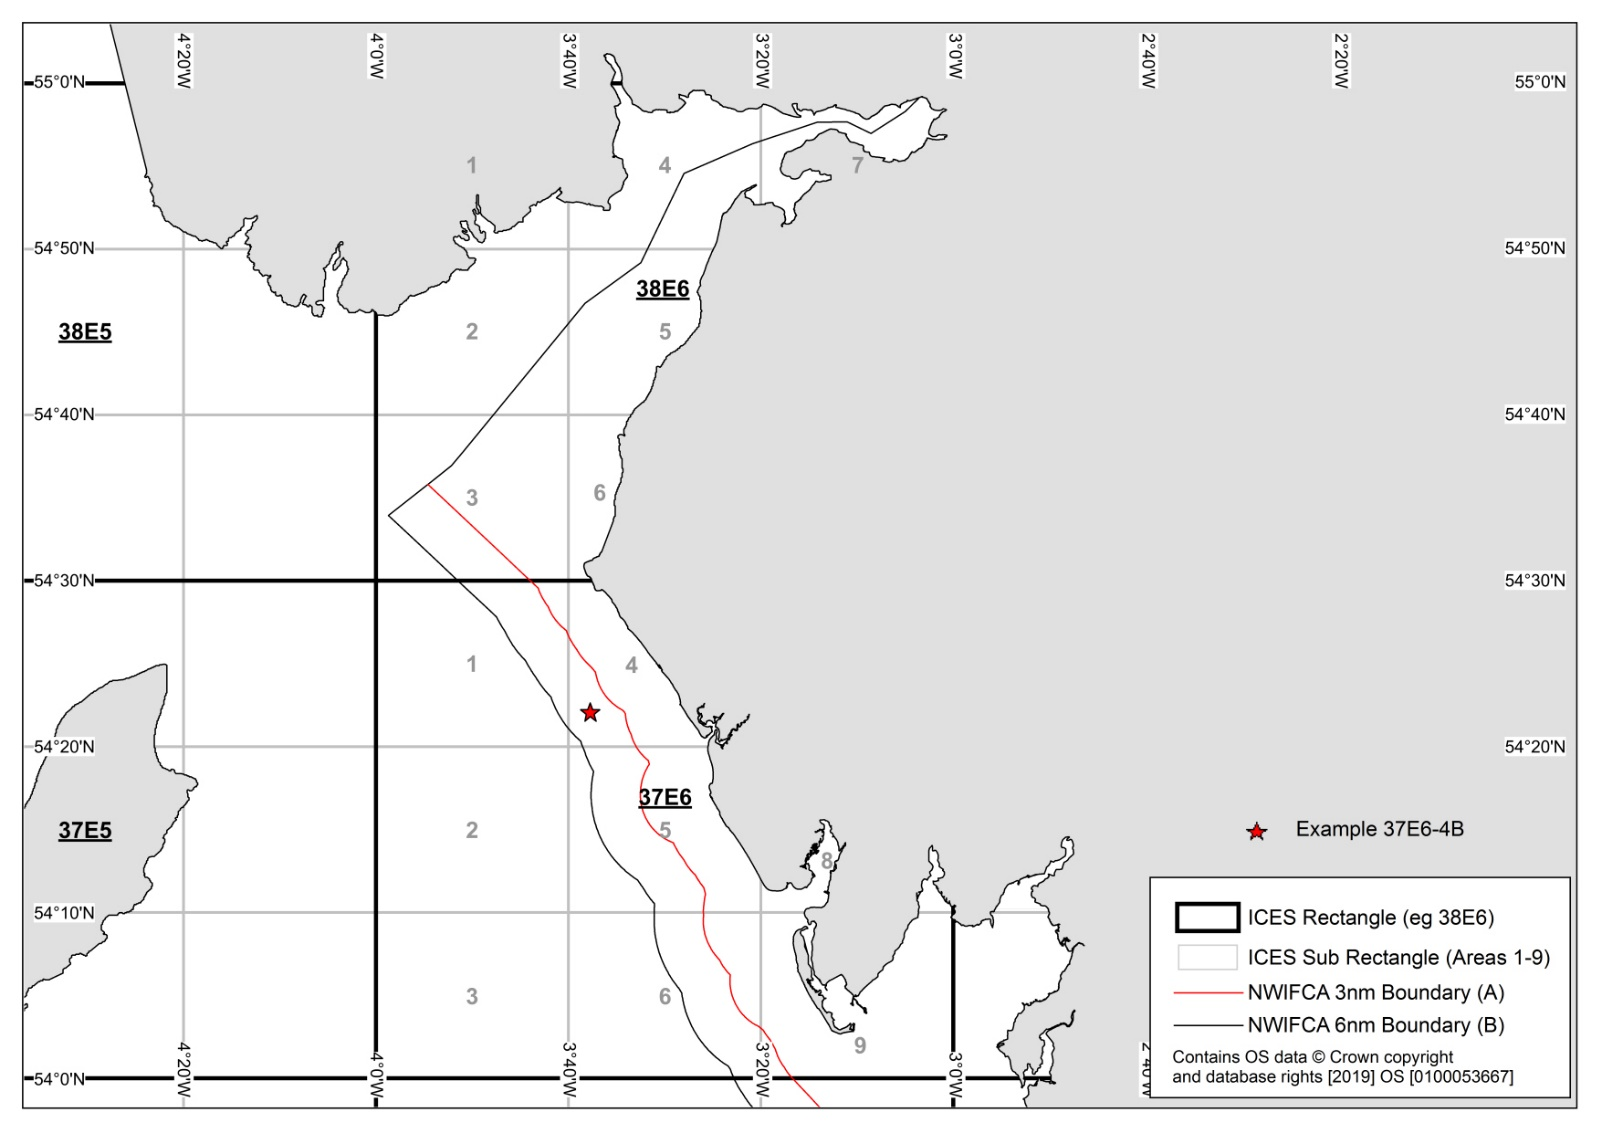 4°20'W 4°0'W 3°40'W 3°20'W 3°0'W 2°40'W 2°20'W
55°0'N 55°0'N
1 4 7
54°50'N 54°50'N
38E6
38E5 2 5
54°40'N 54°40'N
3 6
54°30'N 54°30'N
1 4
54°20'N 54°20'N
37E6
37E5 2 5
Example 37E6-4B
8
54°10'N
ICES Rectangle (eg 38E6)
ICES Sub Rectangle (Areas 1-9)
3 6
NWIFCA 3nm Boundary (A)
NWIFCA 6nm Boundary (B)
9
Contains OS data © Crown copyright
and database rights [2019] OS [0100053667]
54°0'N
4°20'W 4°0'W 3°40'W 3°20'W 3°0'W